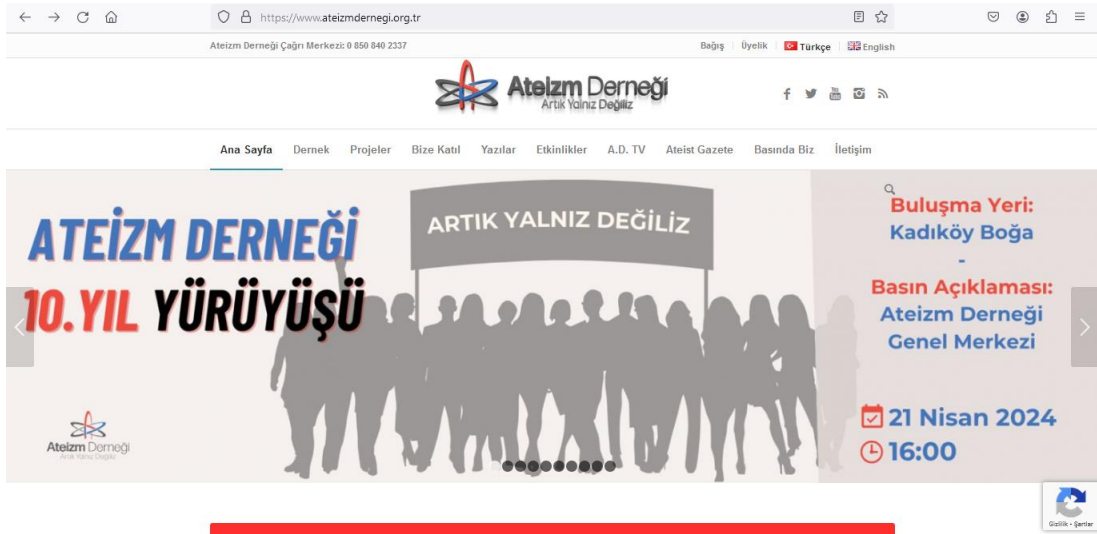 https://www.ateizmdernegi.org.tr
Ateizm Derneği Çağrı Merkezi: 0 850 840 2337
Bağış
Üyelik
Türkçe
English
Ateizm Derneği
Artık Yalnız Değiliz
Ana Sayfa
Dernek
Projeler
Bize Katıl
Yazılar
Etkinlikler
A.D. TV
Ateist Gazete
Basında Biz
İletişim
ATEİZM DERNEĞİ
10. YIL YÜRÜYÜŞÜ
ARTIK YALNIZ DEĞİLİZ
Buluşma Yeri:
Kadıköy Boğa
-
Basın Açıklaması:
Ateizm Derneği
Genel Merkezi
21 Nisan 2024
16:00
Ateizm Derneği
Artık Yalnız Değiliz
Gizlilik - Şartlar